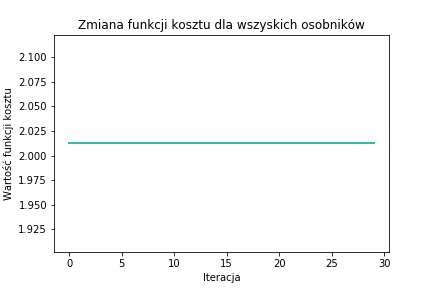 Zmiana funkcji kosztu dla wszyskich osobników
2.100
2.075
2.050
2.025
2.000
1.975
1.950
1.925
Wartość funkcji kosztu
0 5 10 15 20 25 30
Iteracja